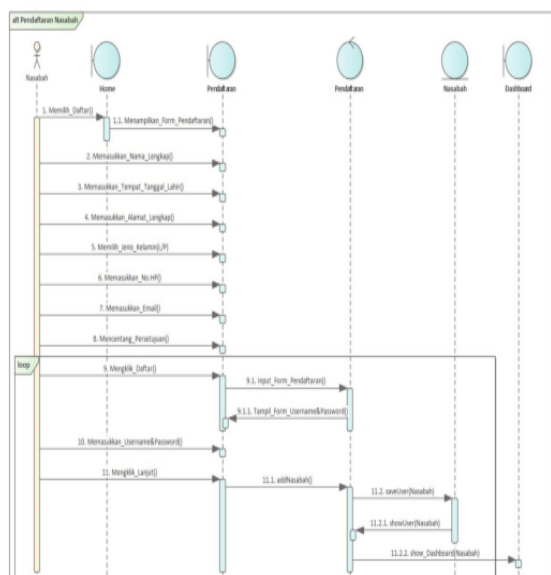 alt Pendaftaran Nasabah
Nasabah
Home
Pendaftaran
Pendaftaran
Nasabah
Dashboard
1. Memilih_Daftar()
1.1. Menampilkan_Form_Pendaftaran()
2. Memasukkan_Nama_Lengkap()
3. Memasukkan_Tempat_Tanggal_Lahir()
4. Memasukkan_Alamat_Lengkap()
5. Memilih_Jenis_Kelamin(L/P)
6. Memasukkan_No.HP()
7. Memasukkan_Email()
8. Mencentang_Persetujuan()
loop
9. Mengklik_Daftar()
9.1. Input_Form_Pendaftaran()
9.1.1. Tampil_Form_Username&Password()
10. Memasukkan_Username&Password()
11. Mengklik_Lanjut()
11.1. addNasabah()
11.2. saveUser(Nasabah)
11.2.1. showUser(Nasabah)
11.2.2. show_Dashboard(Nasabah)